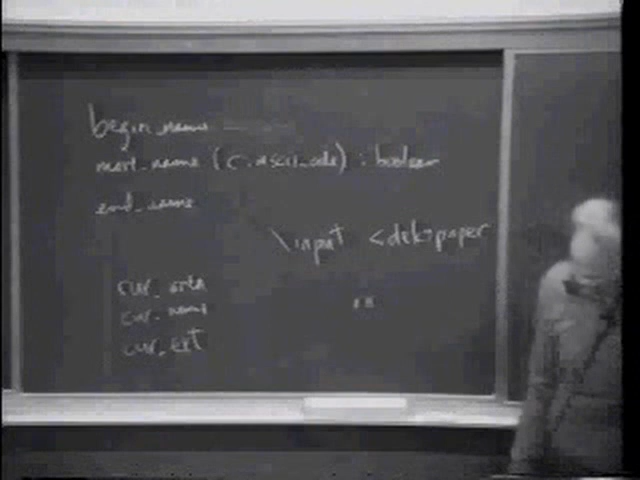 begin_name
more_name (c: ascii_code) : boolean
end_name
\input <dek>paper
cur_area
cur_name
cur_ext